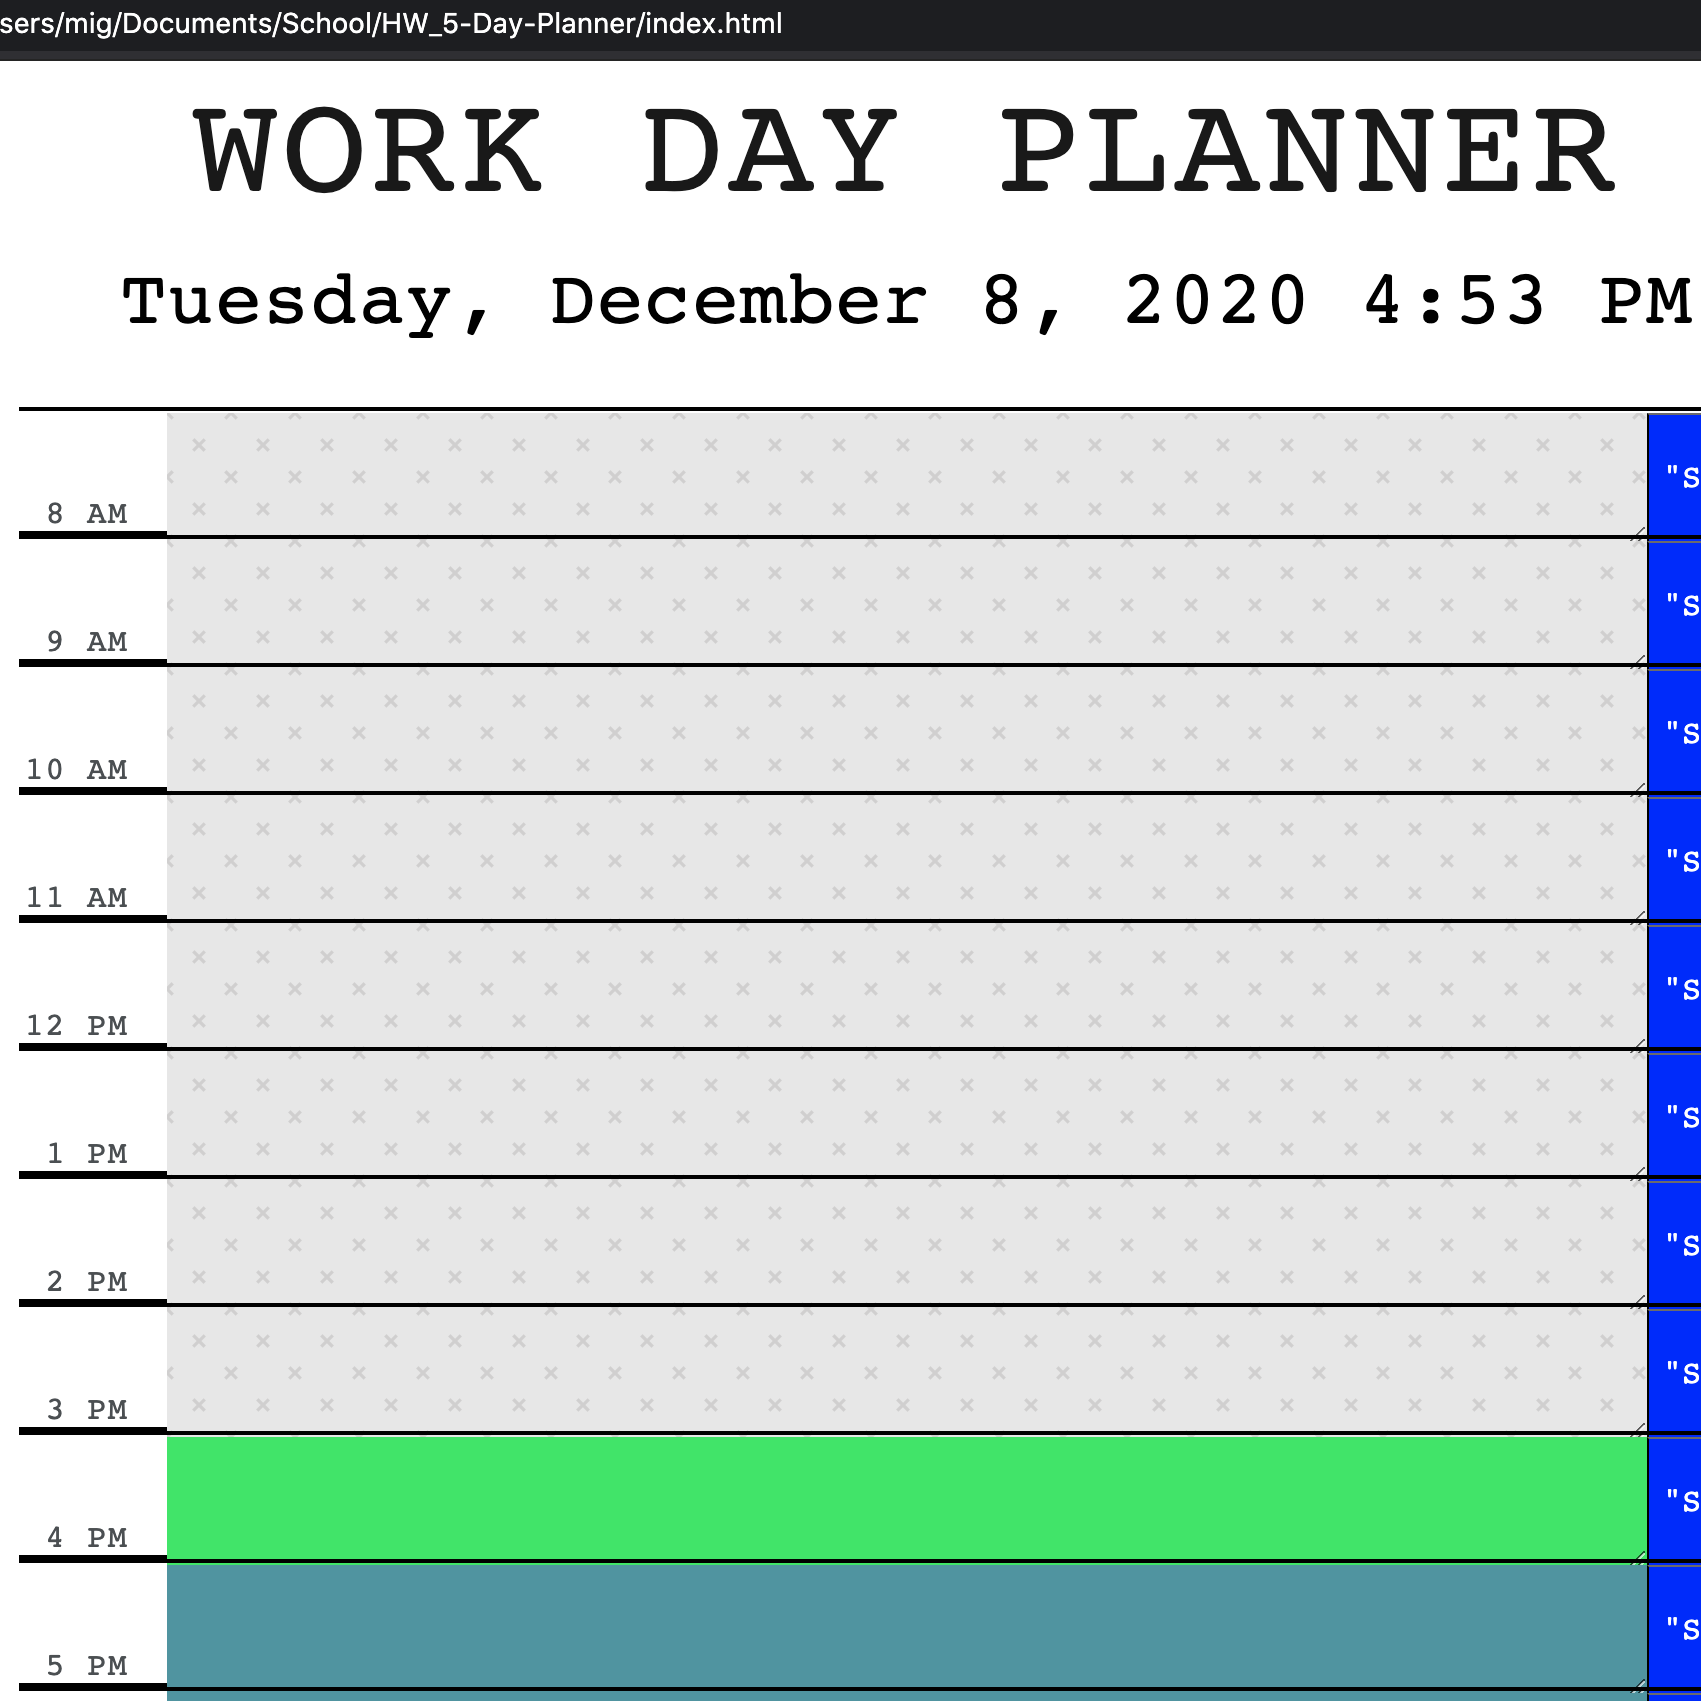 sers/mig/Documents/School/HW_5-Day-Planner/index.html
WORK DAY PLANNER
Tuesday, December 8, 2020 4:53 PM
"S
8 AM
"S
9 AM
"S
10 AM
"S
11 AM
"S
12 PM
"S
1 PM
"S
2 PM
"S
3 PM
"S
4 PM
"S
5 PM